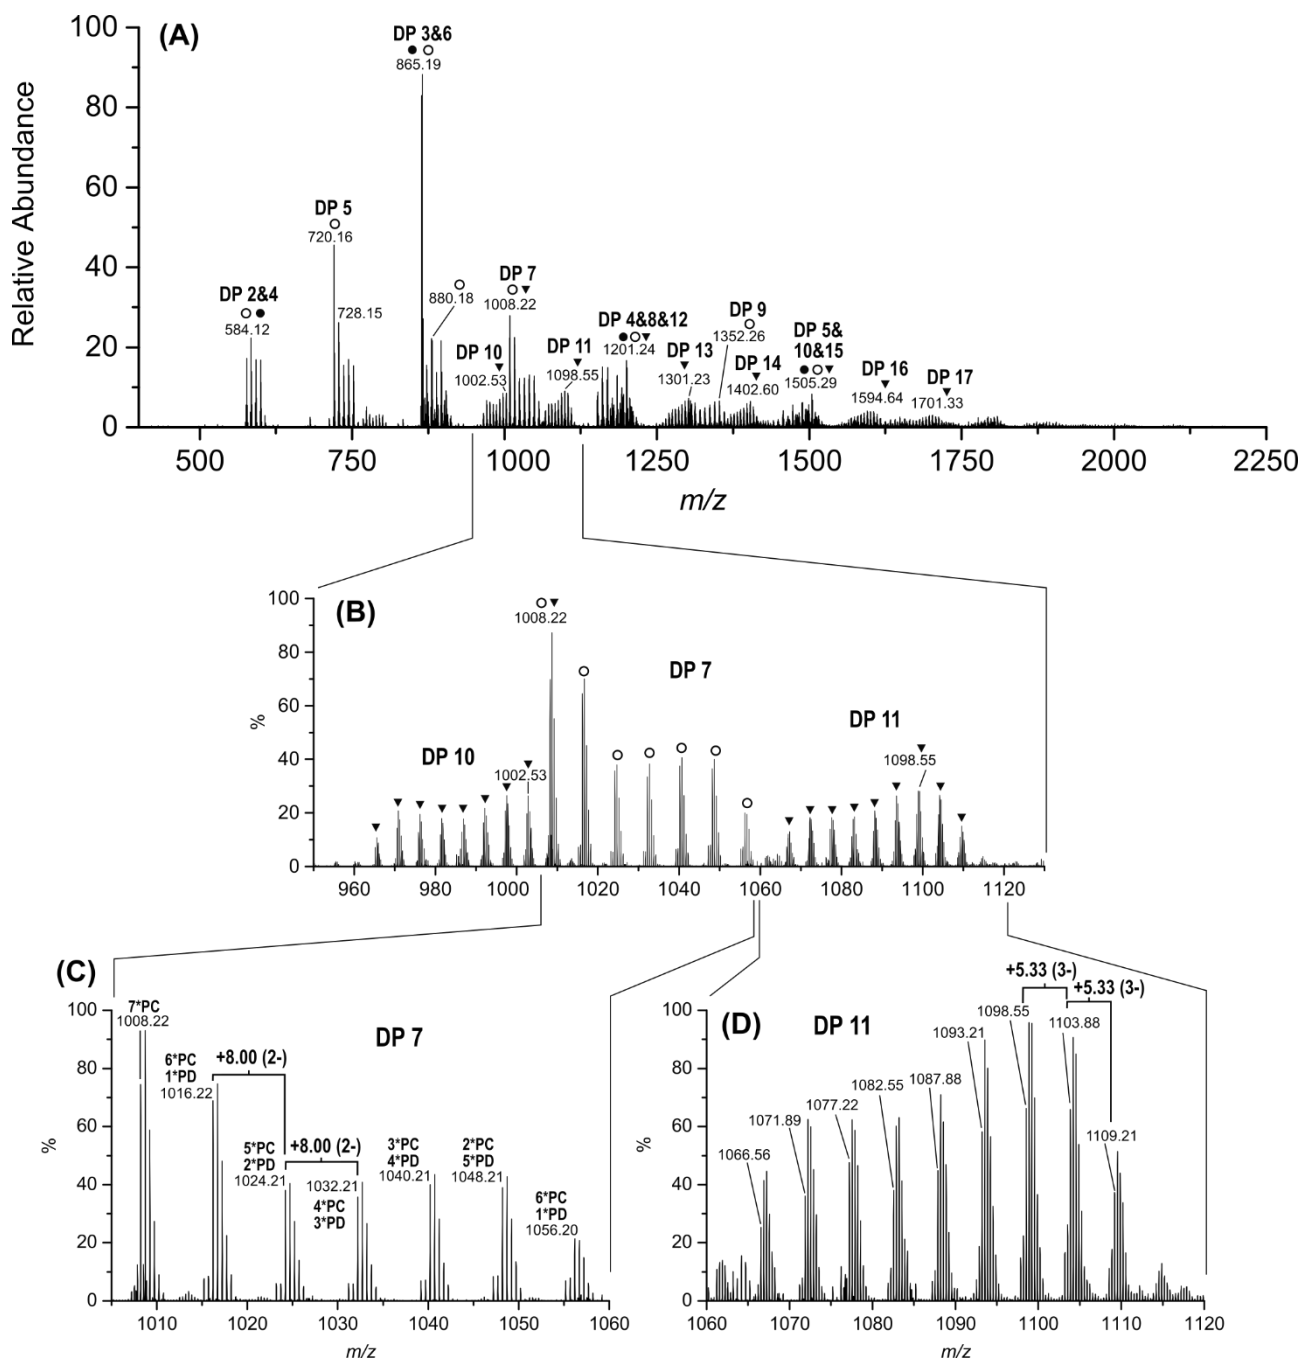 (A)
Relative Abundance
100
80
60
40
20
0
DP 3&6
865.19
DP 5
720.16
DP 2&4
584.12
728.15
880.18
DP 7
1008.22
DP 10
1002.53
DP 11
1098.55
DP 4&8&12
1201.24
DP 9
1352.26
DP 13
1301.23
DP 14
1402.60
DP 5&
10&15
1505.29
DP 16
1594.64
DP 17
1701.33
500 750 1000 1250 1500 1750 2000 2250
m/z
(B)
%
100
80
60
40
20
0
1008.22
DP 7
DP 10
1002.53
DP 11
1098.55
960 980 1000 1020 1040 1060 1080 1100 1120
(C)
%
100
80
60
40
20
0
DP 7
7*PC
1008.22
6*PC
1*PD
1016.22
+8.00 (2-)
5*PC
2*PD
1024.21
+8.00 (2-)
1032.21
4*PC
3*PD
3*PC
4*PD
1040.21
2*PC
5*PD
1048.21
6*PC
1*PD
1056.20
1010 1020 1030 1040 1050 1060
m/z
(D)
%
100
80
60
40
20
0
DP 11
+5.33 (3-)
+5.33 (3-)
1066.56
1071.89
1077.22
1082.55
1087.88
1093.21
1098.55
1103.88
1109.21
1060 1070 1080 1090 1100 1110 1120
m/z